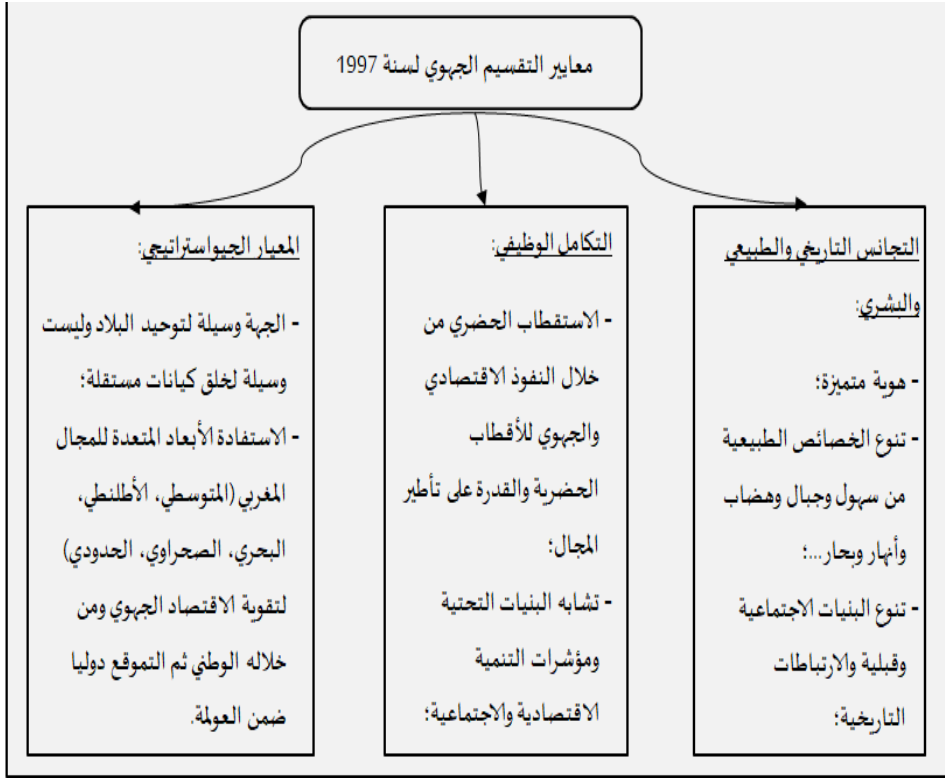 معايير التقسيم الجهوي لسنة 1997
التجانس التاريخي والطبيعي
والبشري:
- هوية متميزة؛
- تنوع الخصائص الطبيعية
من سهول وجبال وهضاب
وأنهار وبحار...؛
- تنوع البنيات الاجتماعية
وقبلية والارتباطات
التاريخية؛
التكامل الوظيفي:
- الاستقطاب الحضري من
خلال النفوذ الاقتصادي
والجهوي للأقطاب
الحضرية والقدرة على تأطير
المجال؛
- تشابه البنيات التحتية
ومؤشرات التنمية
الاقتصادية والاجتماعية؛
المعيار الجيواستراتيجي:
- الجهة وسيلة لتوحيد البلاد وليست
وسيلة لخلق كيانات مستقلة؛
- الاستفادة الأبعاد المتعدة للمجال
المغربي (المتوسطي، الأطلنطي،
البحري، الصحراوي، الحدودي)
لتقوية الاقتصاد الجهوي ومن
خلاله الوطني ثم التموقع دوليا
ضمن العولمة.